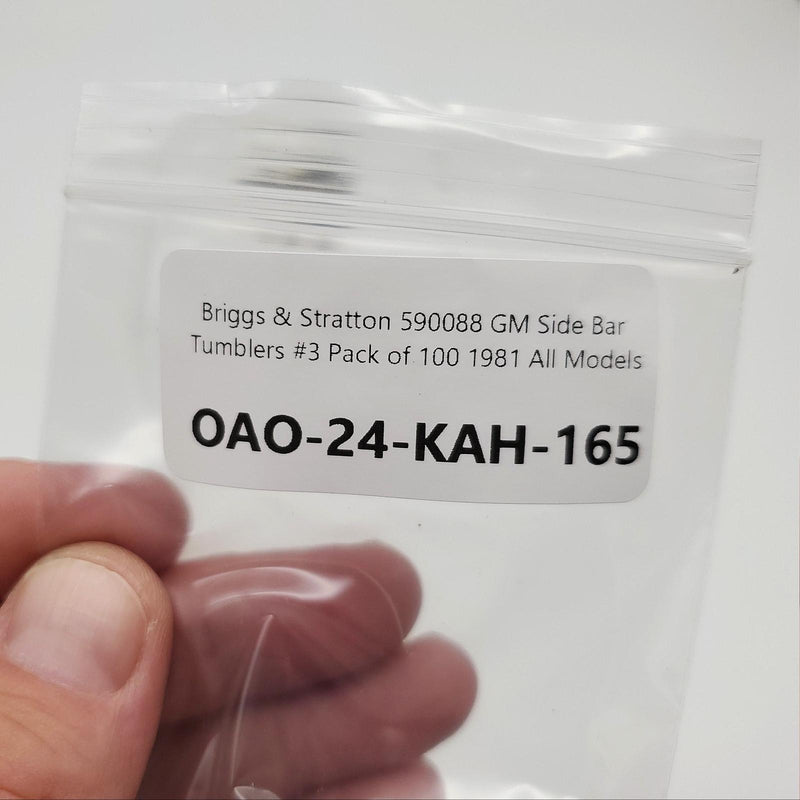 Briggs & Stratton 590088 GM Side Bar
Tumblers #3 Pack of 100 1981 All Models
OAO-24-KAH-165